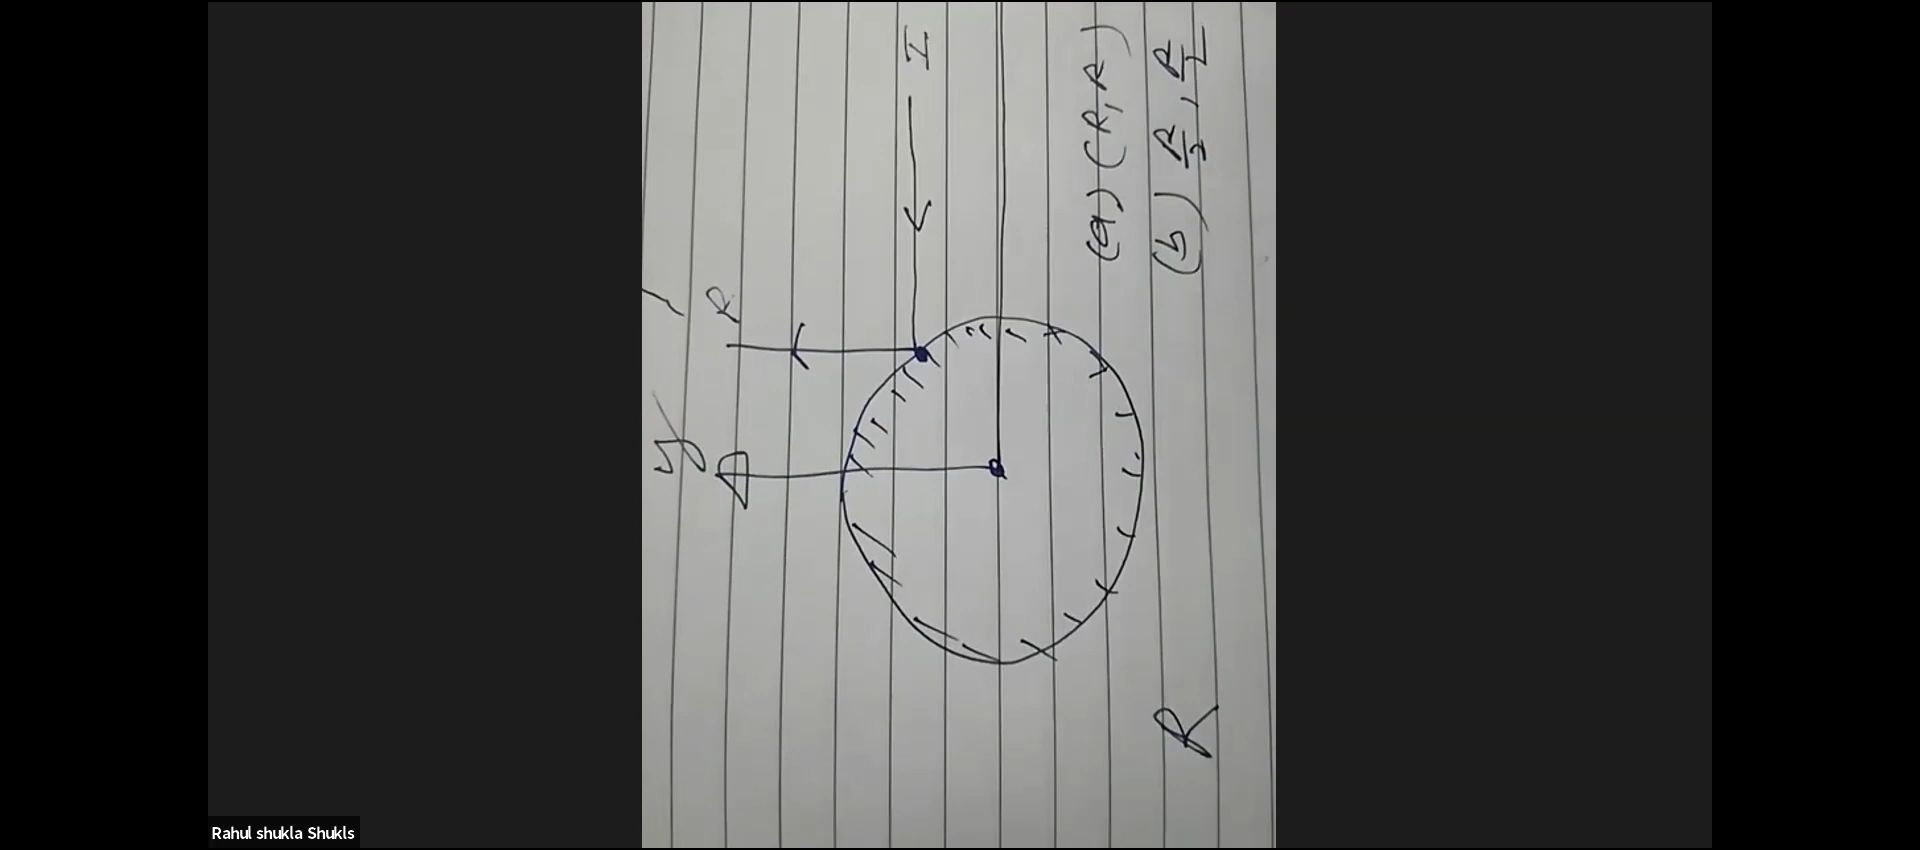 I
R
y
(a) (R, R)
(b) R/2, R/2
R
Rahul shukla Shukls